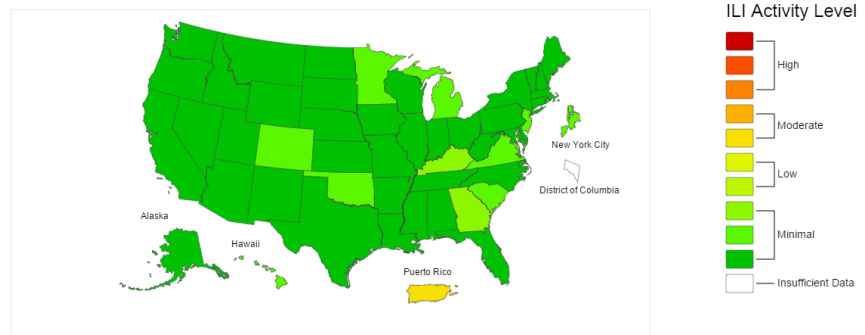 ILI Activity Level
High
Moderate
Low
Minimal
Insufficient Data
New York City
District of Columbia
Alaska
Hawaii
Puerto Rico